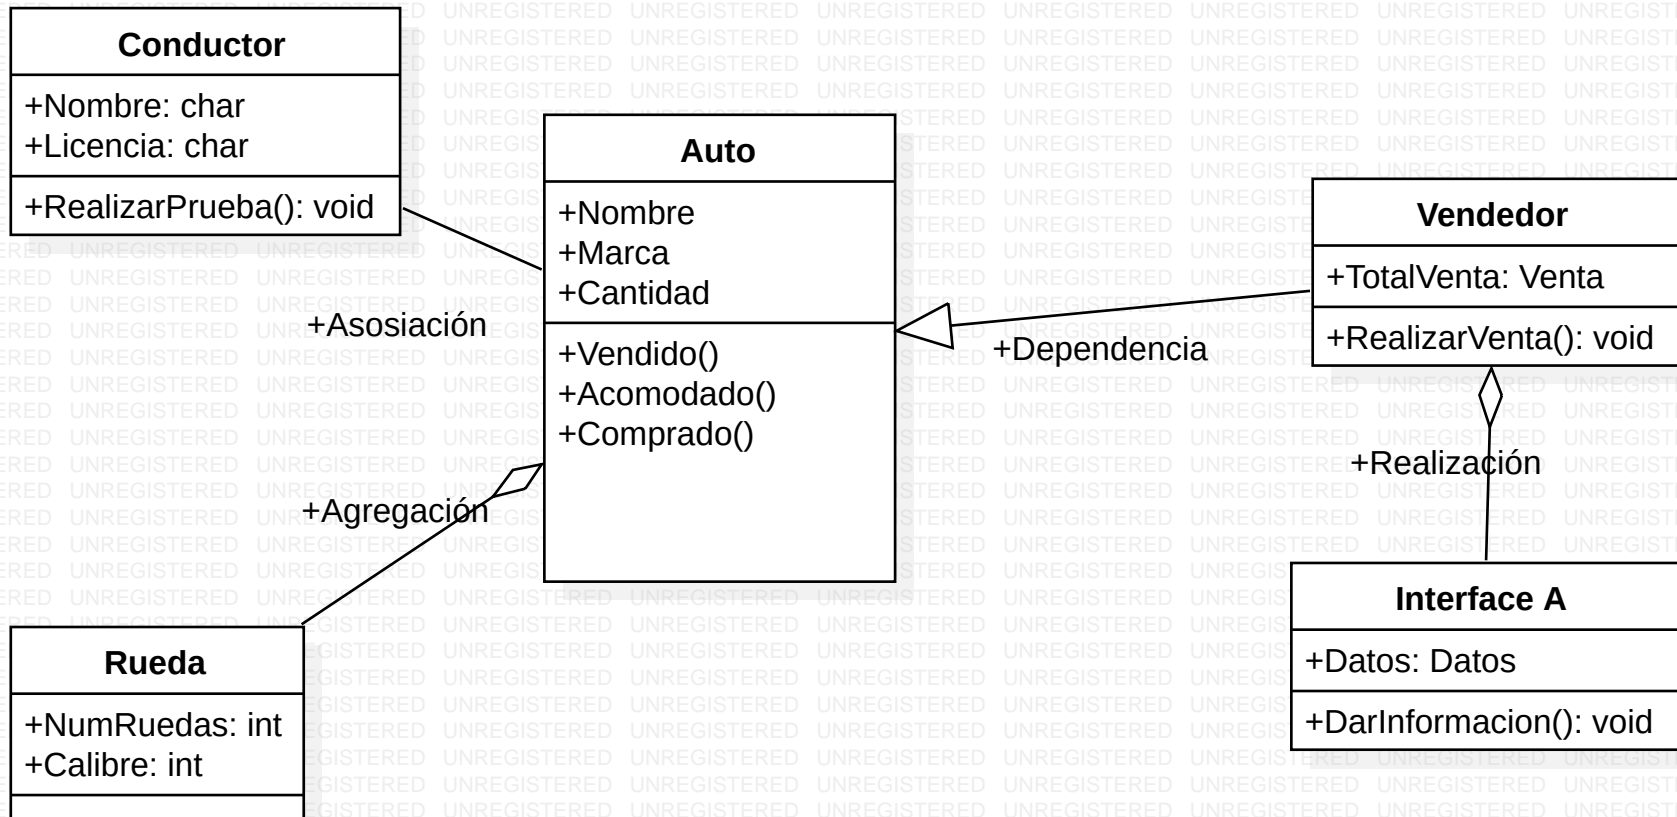 Conductor
+Nombre: char
+Licencia: char
+RealizarPrueba(): void
Auto
+Nombre
+Marca
+Cantidad
+Vendido()
+Acomodado()
+Comprado()
Vendedor
+TotalVenta: Venta
+RealizarVenta(): void
+Asosiación
+Dependencia
+Agregación
+Realización
Interface A
+Datos: Datos
+DarInformacion(): void
Rueda
+NumRuedas: int
+Calibre: int
UNREGISTERED